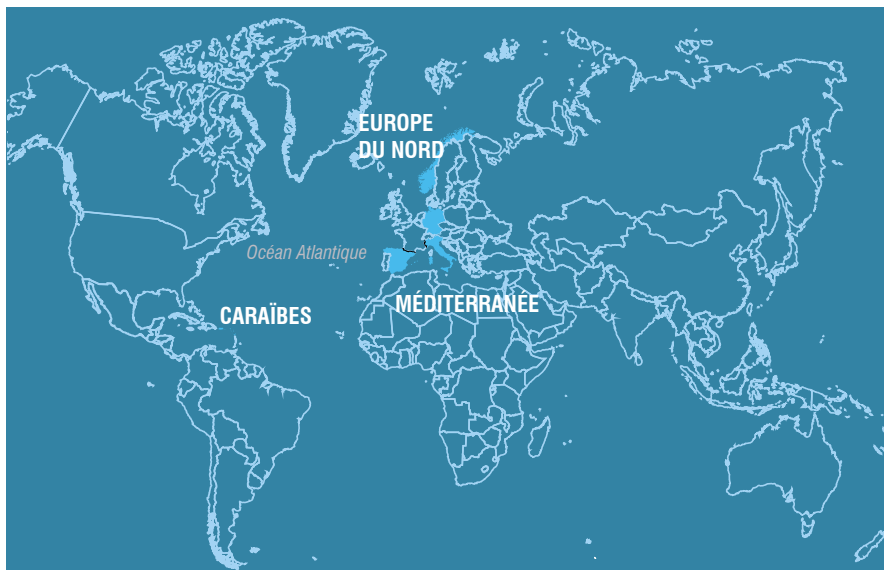 EUROPE
DU NORD
Océan Atlantique
MÉDITERRANÉE
CARAÏBES